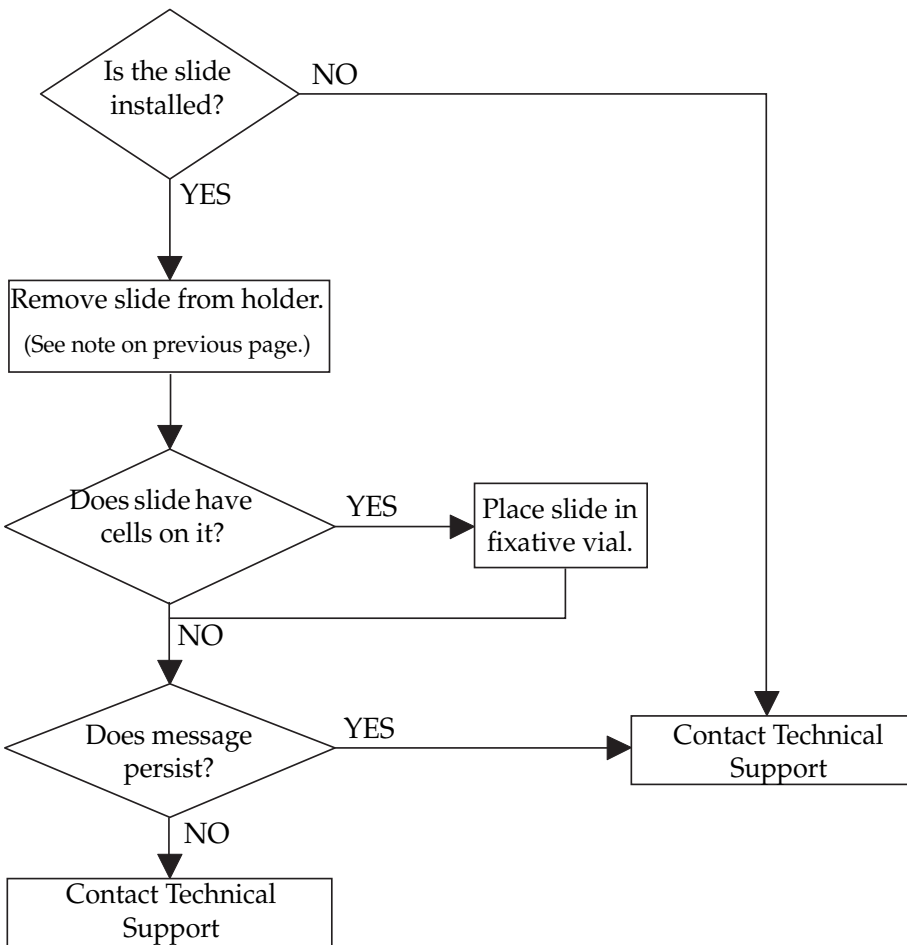 Is the slide
installed?
NO
YES
Remove slide from holder.
(See note on previous page.)
Does slide have
cells on it?
YES
Place slide in
fixative vial.
NO
Does message
persist?
YES
Contact Technical
Support
NO
Contact Technical
Support